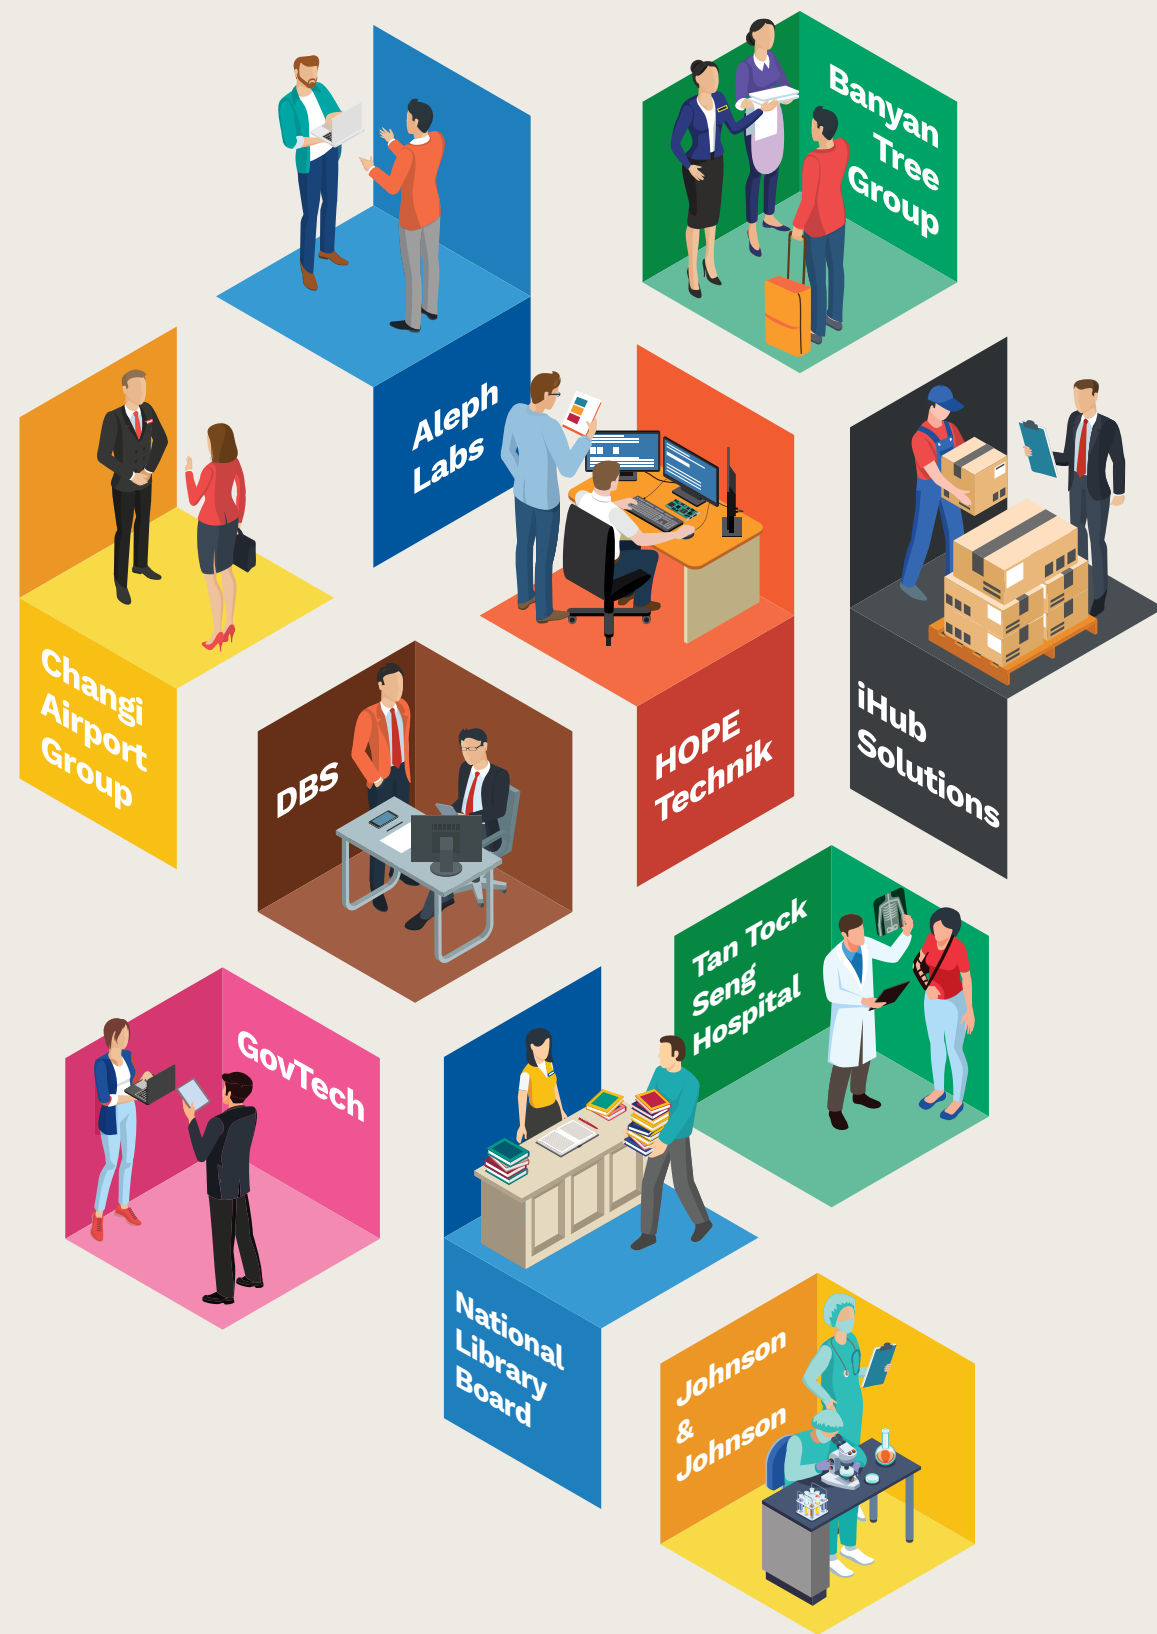 Banyan
Tree
Group
Aleph
Labs
Changi
Airport
Group
HOPE
Technik
iHub
Solutions
DBS
Tan Tock
Seng
Hospital
GovTech
National
Library
Board
Johnson
&
Johnson